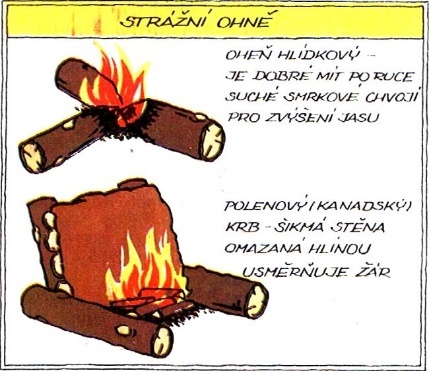 STRÁŽNÍ OHNĚ
OHEŇ HLÍDKOVÝ –
JE DOBRÉ MÍT PO RUCE
SUCHÉ SMRKOVÉ CHVOJÍ
PRO ZVÝŠENÍ JASU
POLENOVÝ (KANADSKÝ)
KRB – ŠIKMÁ STĚNA
OMAZANÁ HLÍNOU
USMĚRŇUJE ŽÁR